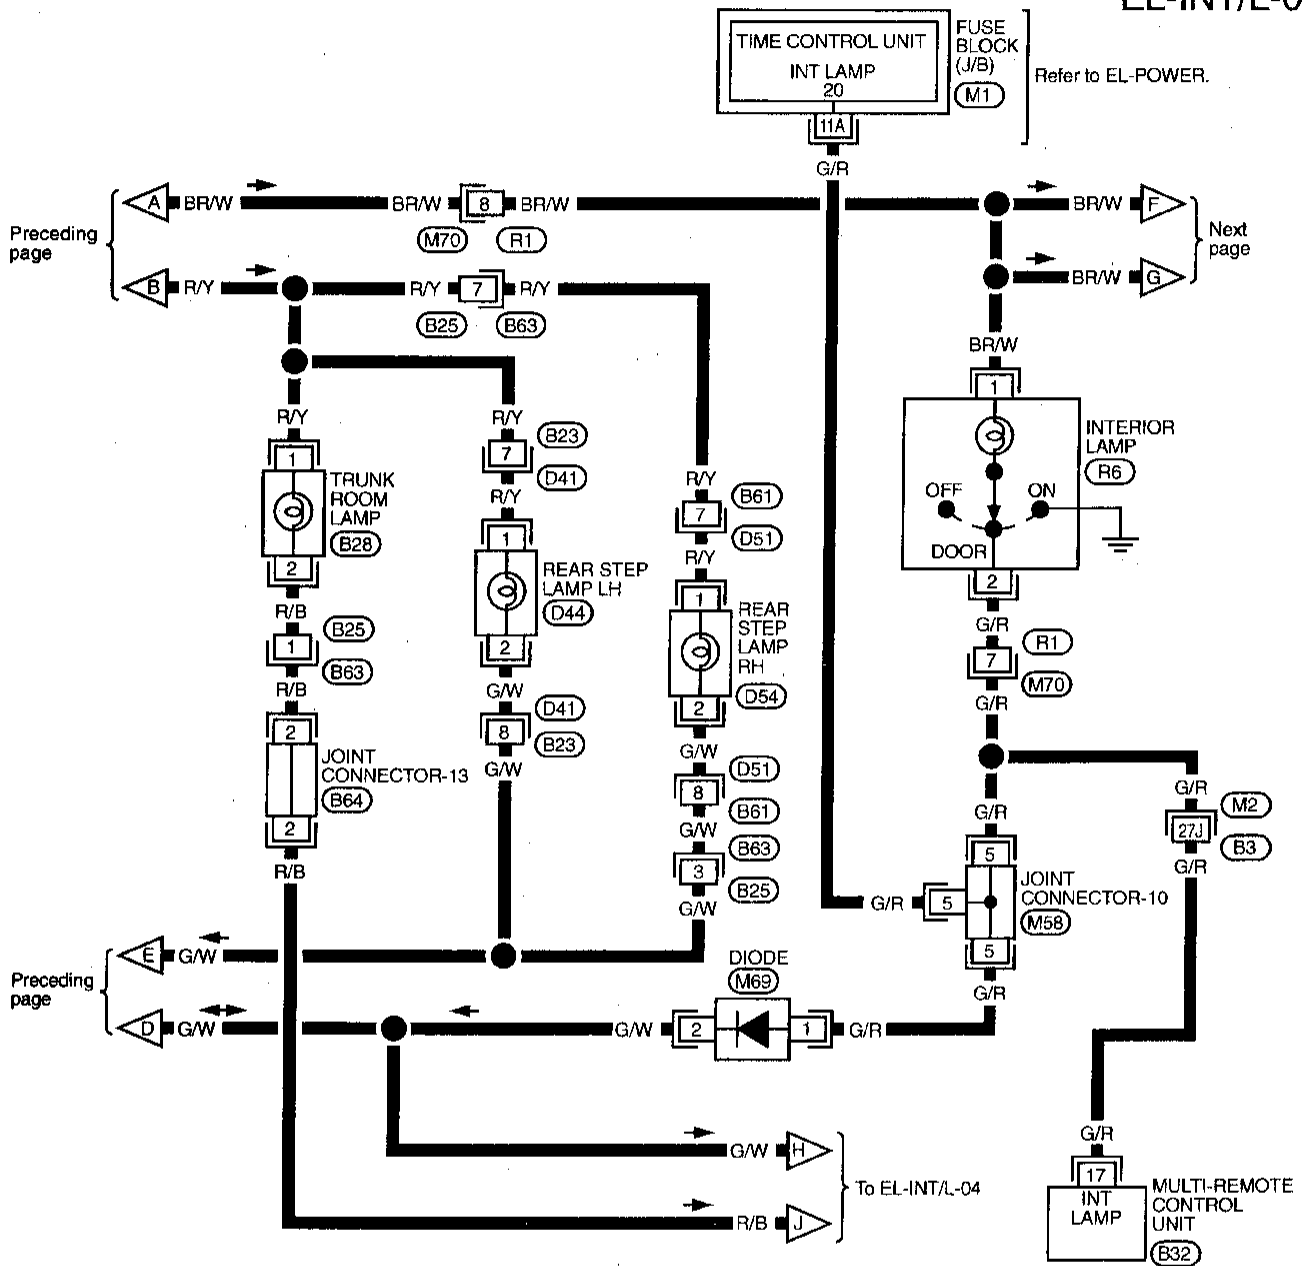 TIME CONTROL UNIT
INT LAMP
20
11A
FUSE
BLOCK
(J/B)
M1
Refer to EL-POWER.
G/R
A
BR/W
BR/W
8
BR/W
BR/W
F
M70
R1
Preceding
page
Next
page
B
R/Y
R/Y
7
R/Y
BR/W
G
B25
B63
BR/W
1
INTERIOR
LAMP
R6
OFF
ON
DOOR
2
G/R
R1
7
M70
G/R
R/Y
1
TRUNK
ROOM
LAMP
B28
2
R/B
B25
1
B63
R/B
2
JOINT
CONNECTOR-13
B64
2
R/B
R/Y
B23
7
D41
R/Y
1
REAR STEP
LAMP LH
D44
2
G/W
D41
8
B23
G/W
R/Y
B61
7
D51
R/Y
1
REAR
STEP
LAMP
RH
D54
2
G/W
D51
8
B61
G/W
B63
3
B25
G/W
G/R
5
G/R
5
JOINT
CONNECTOR-10
M58
5
G/R
G/R
M2
27J
B3
G/R
E
G/W
Preceding
page
D
G/W
G/W
2
DIODE
M69
1
G/R
G/W
H
To EL-INT/L-04
R/B
J
G/R
17
INT
LAMP
MULTI-REMOTE
CONTROL
UNIT
B32